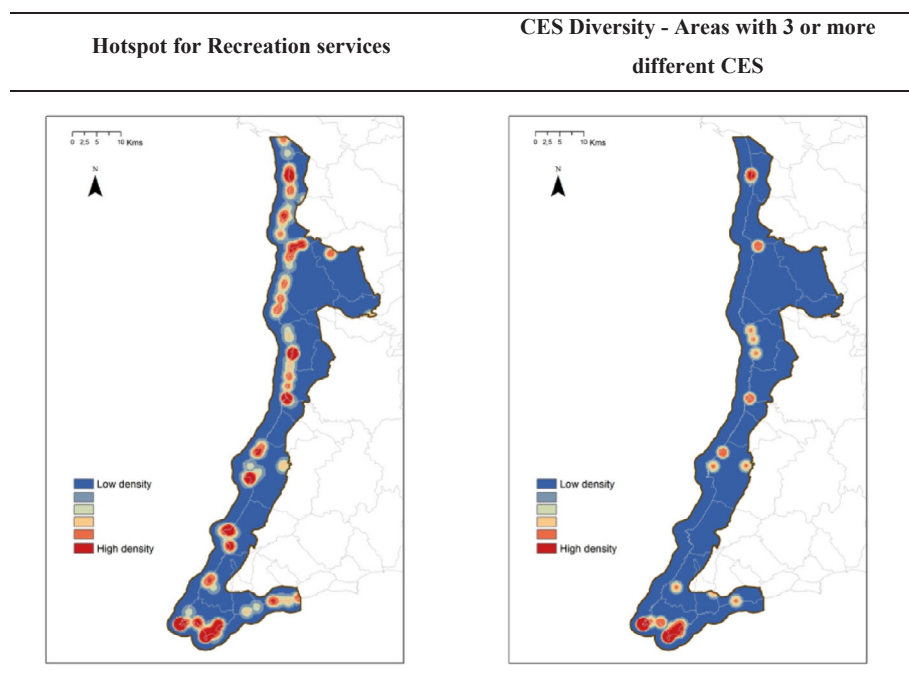 Hotspot for Recreation services
CES Diversity - Areas with 3 or more
different CES
0 2,5 5 10 Kms
N
Low density
High density
0 2,5 5 10 Kms
N
Low density
High density